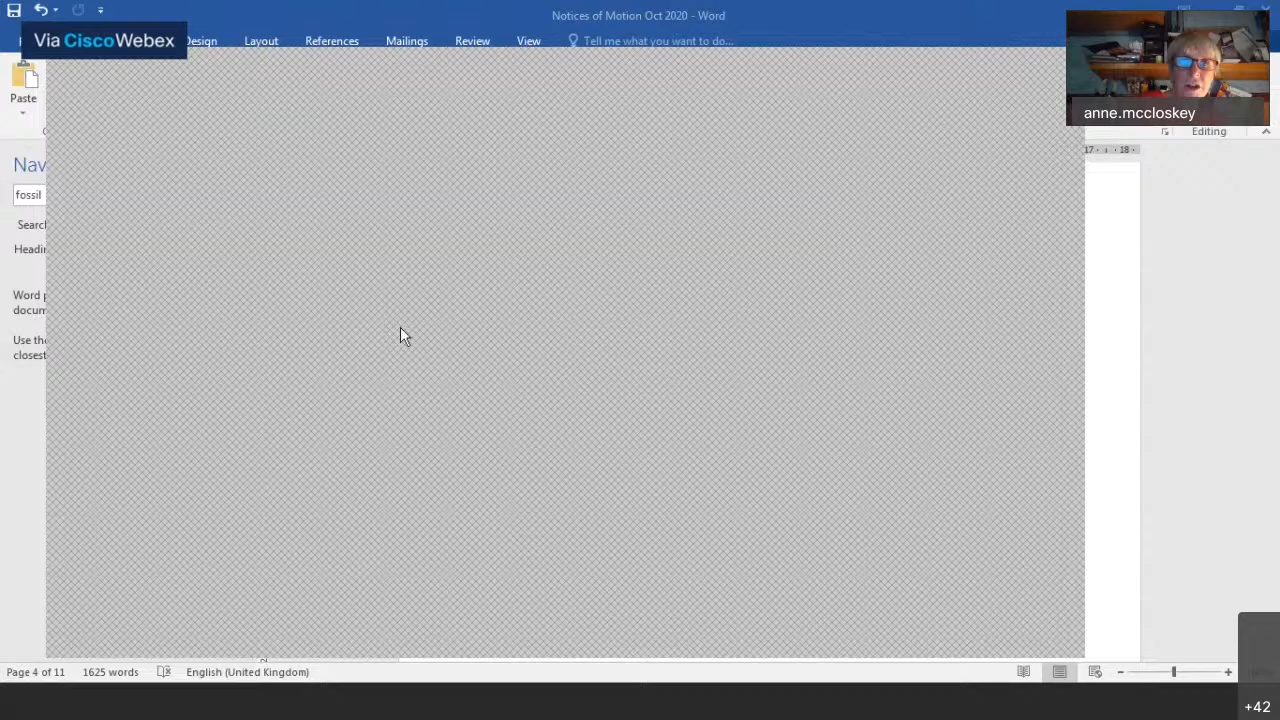 Notices of Motion Oct 2020 - Word
Via CiscoWebex
Design
Layout
References
Mailings
Review
View
Tell me what you want to do...
anne.mccloskey
Paste
Editing
17 · ı · 18 ·
Nav
fossil
Search
Headin
Word p
docum
Use the
closest
Page 4 of 11
1625 words
English (United Kingdom)
+42